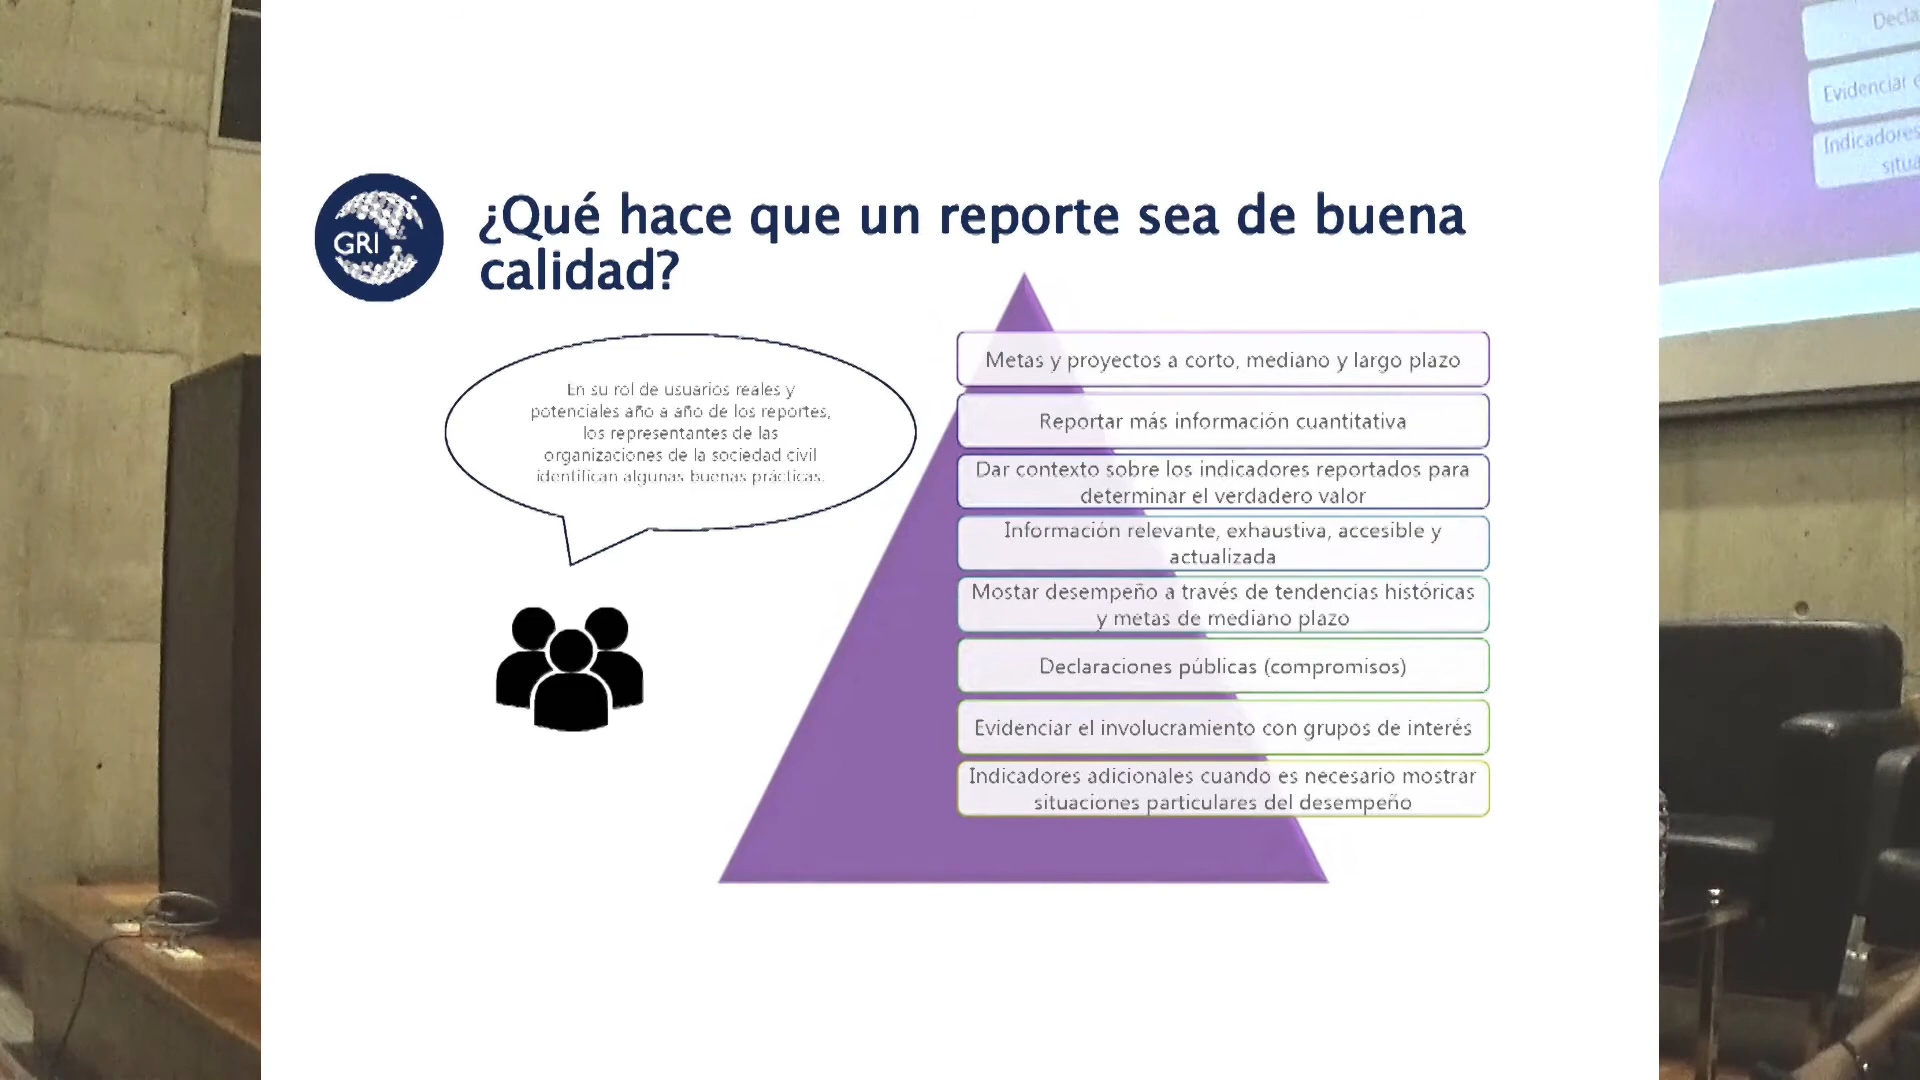 GRI
¿Qué hace que un reporte sea de buena
calidad?
En su rol de usuarios reales y
potenciales año a año de los reportes,
los representantes de las
organizaciones de la sociedad civil
identifican algunas buenas prácticas.
Metas y proyectos a corto, mediano y largo plazo
Reportar más información cuantitativa
Dar contexto sobre los indicadores reportados para
determinar el verdadero valor
Información relevante, exhaustiva, accesible y
actualizada
Mostar desempeño a través de tendencias históricas
y metas de mediano plazo
Declaraciones públicas (compromisos)
Evidenciar el involucramiento con grupos de interés
Indicadores adicionales cuando es necesario mostrar
situaciones particulares del desempeño
Evidenciar
Indicadores